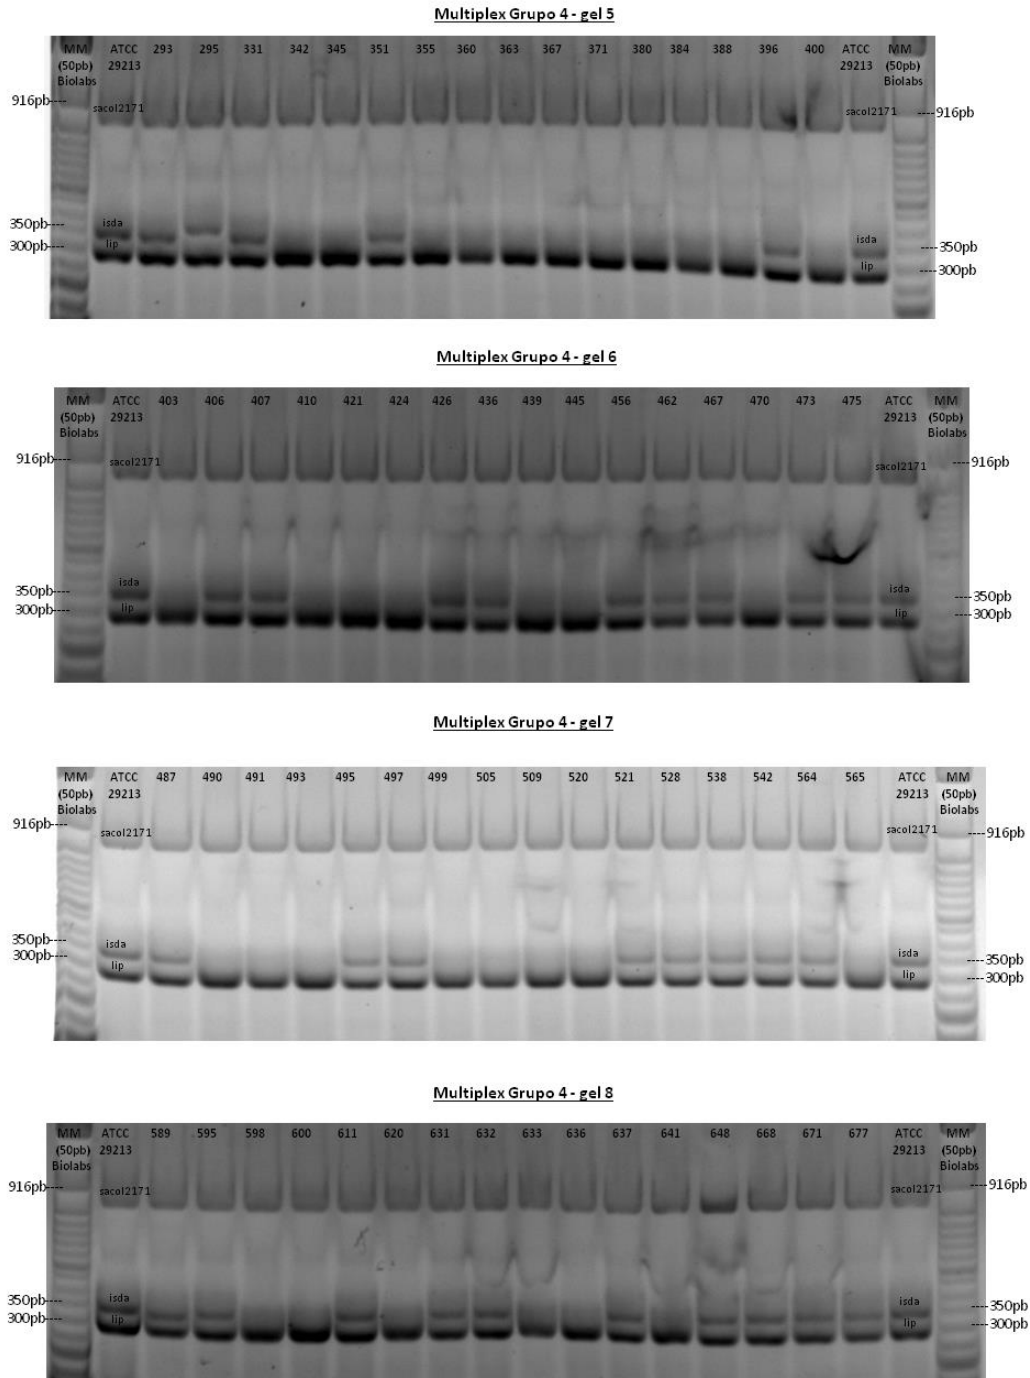 Multiplex Grupo 4 - gel 5
MM ATCC 293 295 331 342 345 351 355 360 363 367 371 380 384 388 396 400 ATCC MM
(50pb) 29213 29213 (50pb)
Biolabs Biolabs
916pb---- sacol2171 sacol2171 ----916pb
350pb---- isda isda ----350pb
300pb---- lip lip ----300pb
Multiplex Grupo 4 - gel 6
MM ATCC 403 406 407 410 421 424 426 436 439 445 456 462 467 470 473 475 ATCC MM
(50pb) 29213 29213 (50pb)
Biolabs Biolabs
916pb---- sacol2171 sacol2171 ----916pb
350pb---- isda isda ----350pb
300pb---- lip lip ----300pb
Multiplex Grupo 4 - gel 7
MM ATCC 487 490 491 493 495 497 499 505 509 520 521 528 538 542 564 565 ATCC MM
(50pb) 29213 29213 (50pb)
Biolabs Biolabs
916pb---- sacol2171 sacol2171 ----916pb
350pb---- isda isda ----350pb
300pb---- lip lip ----300pb
Multiplex Grupo 4 - gel 8
MM ATCC 589 595 598 600 611 620 631 632 633 636 637 641 648 668 671 677 ATCC MM
(50pb) 29213 29213 (50pb)
Biolabs Biolabs
916pb---- sacol2171 sacol2171 ----916pb
350pb---- isda isda ----350pb
300pb---- lip lip ----300pb